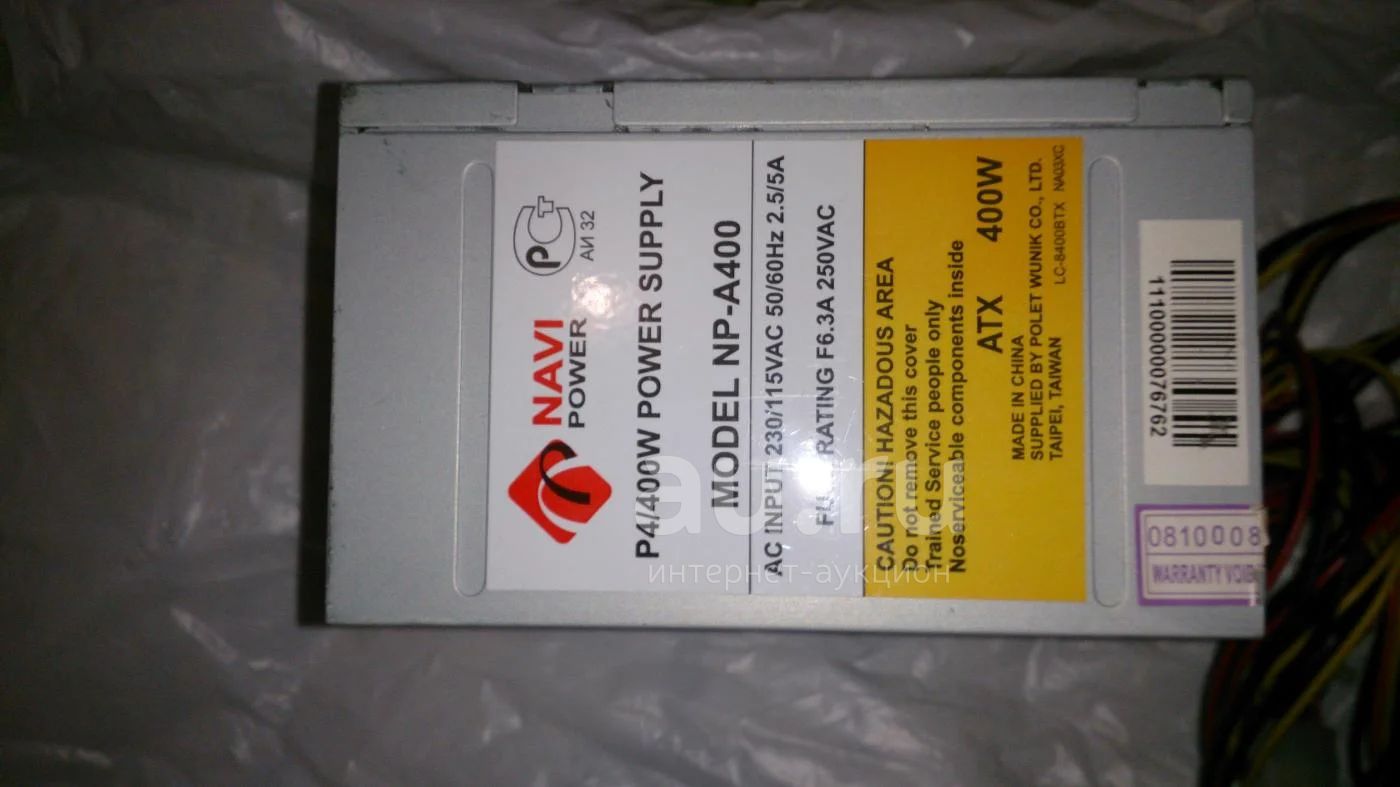 NAVI
POWER
РСТ
АИ 32
P4/400W POWER SUPPLY
MODEL NP-A400
AC INPUT 230/115VAC 50/60Hz 2.5/5A
RATING F6.3A 250VAC
CAUTION! HAZADOUS AREA
Do not remove this cover
Trained Service people only
Noserviceable components inside
ATX 400W
MADE IN CHINA
SUPPLIED BY POLET WUNIK CO., LTD.
TAIPEI, TAIWAN
LC-8400BTX NA03XC
1110000076762
0810008
WARRANTY VOID
au.ru
интернет-аукцион